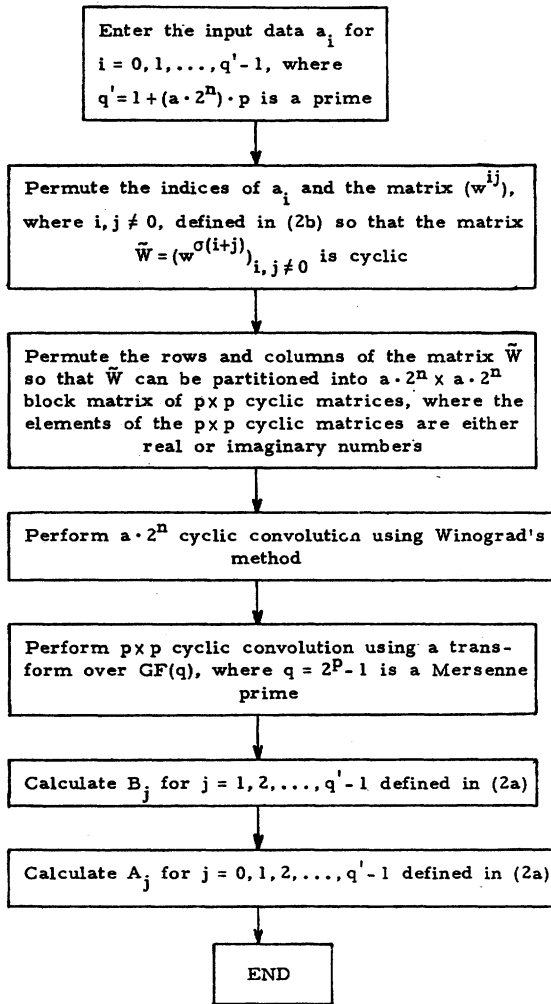 Enter the input data a_i for
i = 0, 1, . . . , q' - 1, where
q' = 1 + (a · 2^n) · p is a prime
Permute the indices of a_i and the matrix (w^{ij}),
where i, j ≠ 0, defined in (2b) so that the matrix
W̃ = (w^{σ(i+j)})_{i, j ≠ 0} is cyclic
Permute the rows and columns of the matrix W̃
so that W̃ can be partitioned into a · 2^n x a · 2^n
block matrix of p x p cyclic matrices, where the
elements of the p x p cyclic matrices are either
real or imaginary numbers
Perform a · 2^n cyclic convolution using Winograd's
method
Perform p x p cyclic convolution using a trans-
form over GF(q), where q = 2^p - 1 is a Mersenne
prime
Calculate B_j for j = 1, 2, . . . , q' - 1 defined in (2a)
Calculate A_j for j = 0, 1, 2, . . . , q' - 1 defined in (2a)
END